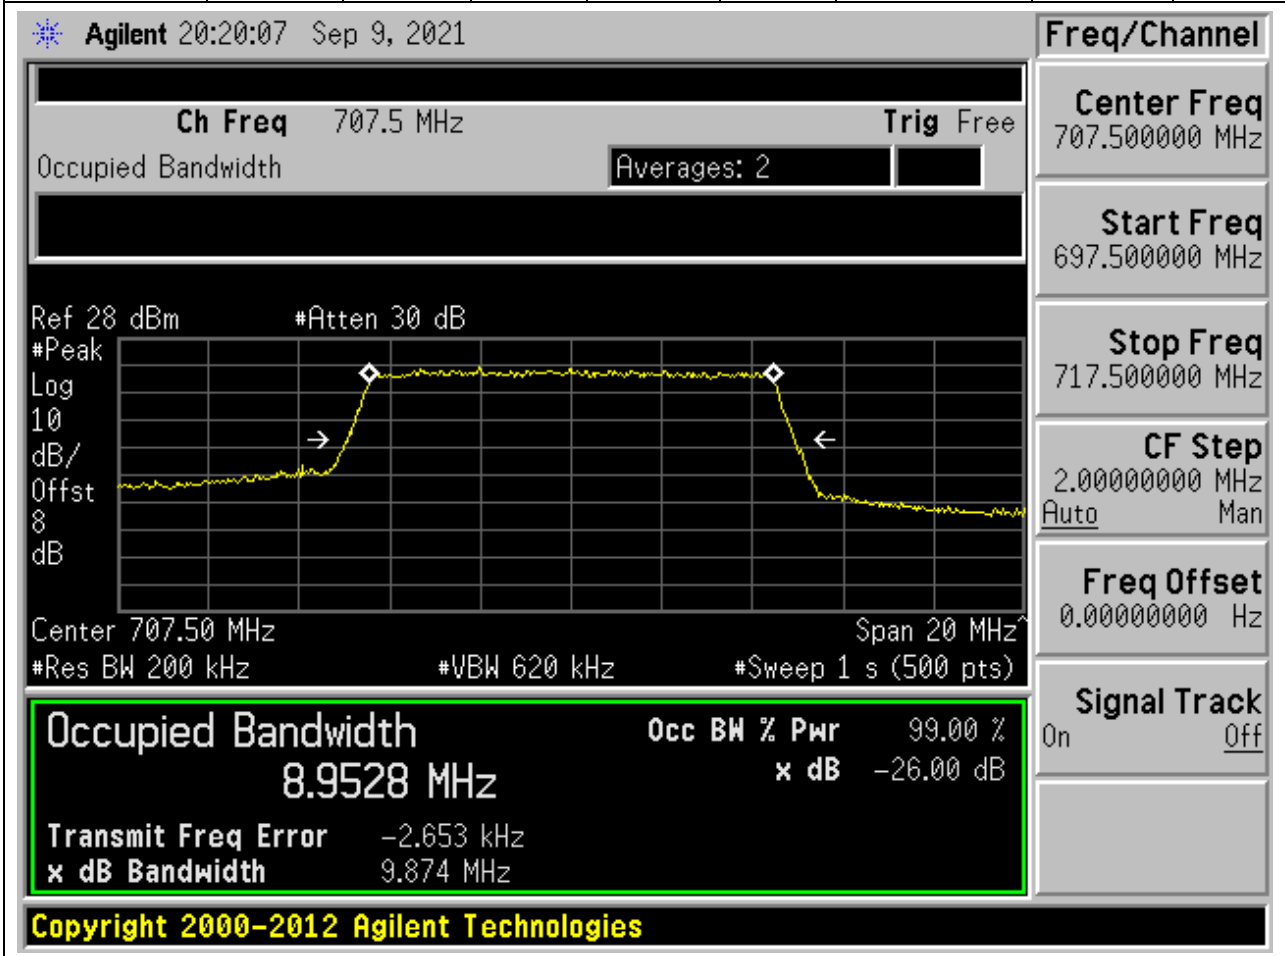 Agilent 20:20:07 Sep 9, 2021
Freq/Channel
Ch Freq 707.5 MHz Trig Free
Occupied Bandwidth Averages: 2
Ref 28 dBm #Atten 30 dB
#Peak
Log
10
dB/
Offst
8
dB
Center 707.50 MHz Span 20 MHz^
#Res BW 200 kHz #VBW 620 kHz #Sweep 1 s (500 pts)
Occupied Bandwidth Occ BW % Pwr 99.00 %
8.9528 MHz x dB -26.00 dB
Transmit Freq Error -2.653 kHz
x dB Bandwidth 9.874 MHz
Copyright 2000-2012 Agilent Technologies
Center Freq
707.500000 MHz
Start Freq
697.500000 MHz
Stop Freq
717.500000 MHz
CF Step
2.00000000 MHz
Auto Man
Freq Offset
0.00000000 Hz
Signal Track
On Off